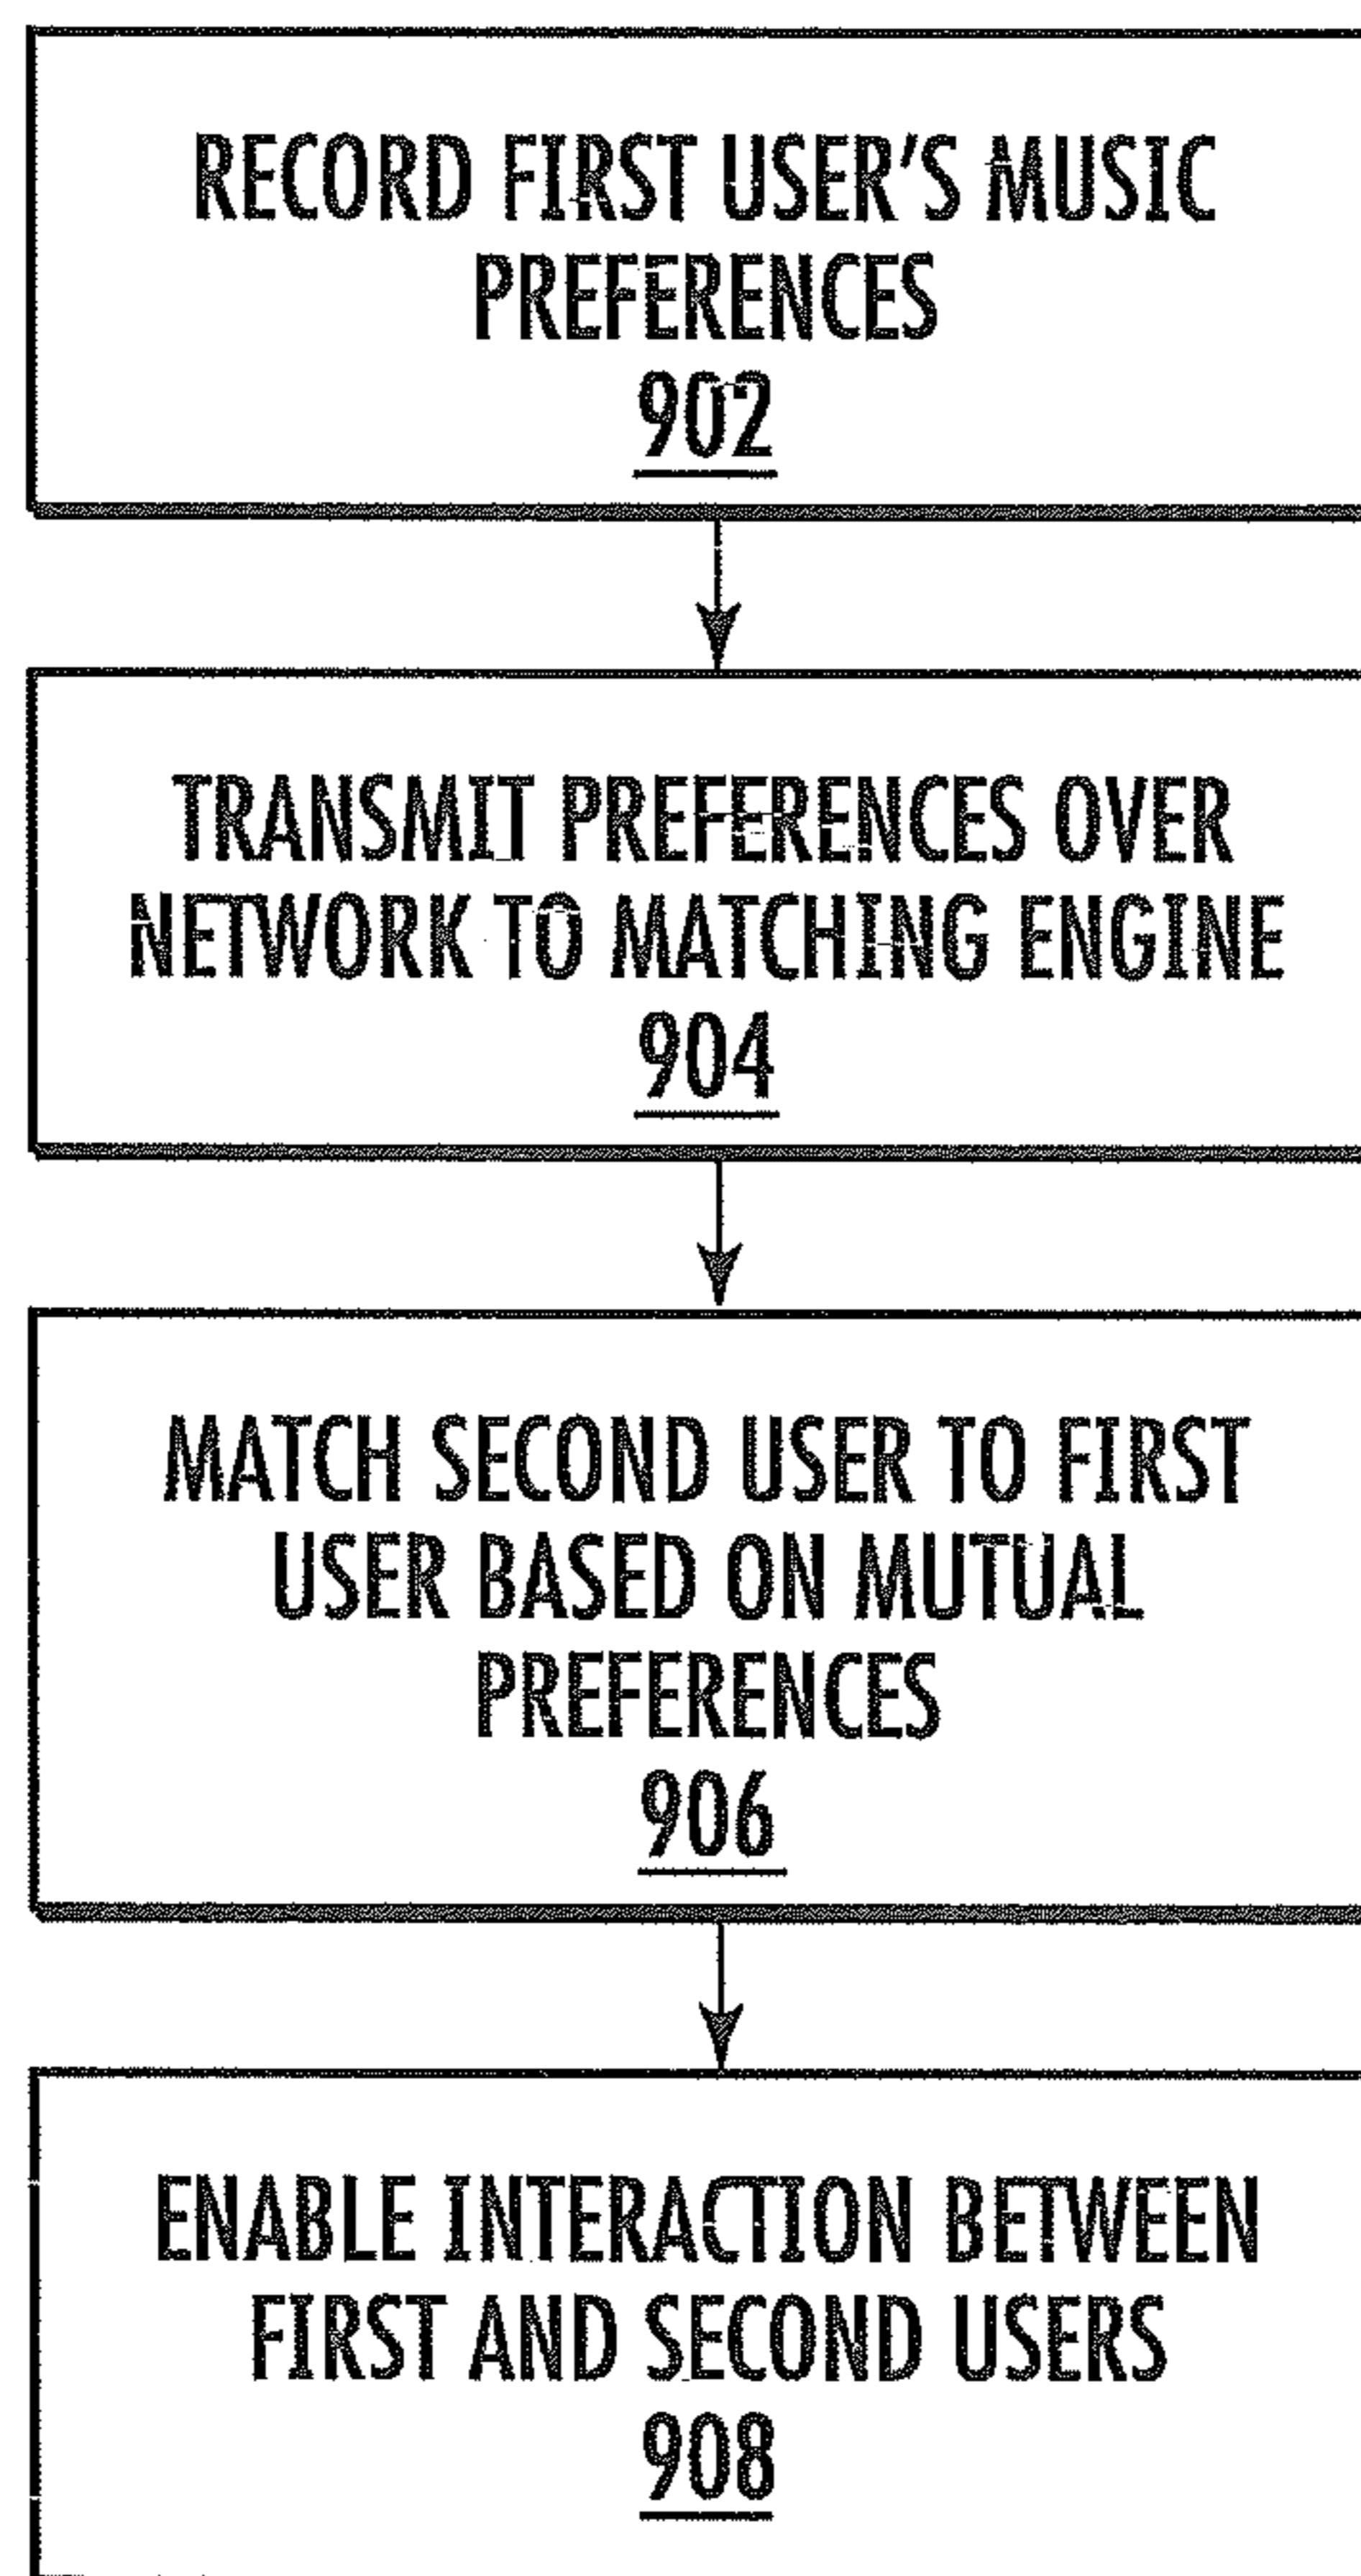 RECORD FIRST USER'S MUSIC
PREFERENCES
902
TRANSMIT PREFERENCES OVER
NETWORK TO MATCHING ENGINE
904
MATCH SECOND USER TO FIRST
USER BASED ON MUTUAL
PREFERENCES
906
ENABLE INTERACTION BETWEEN
FIRST AND SECOND USERS
908